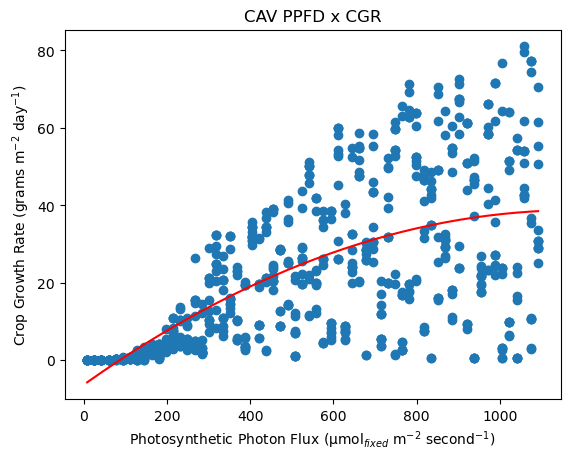 CAV PPFD x CGR
80
60
40
20
0
Crop Growth Rate (grams m⁻² day⁻¹)
0 200 400 600 800 1000
Photosynthetic Photon Flux (μmol_fixed m⁻² second⁻¹)